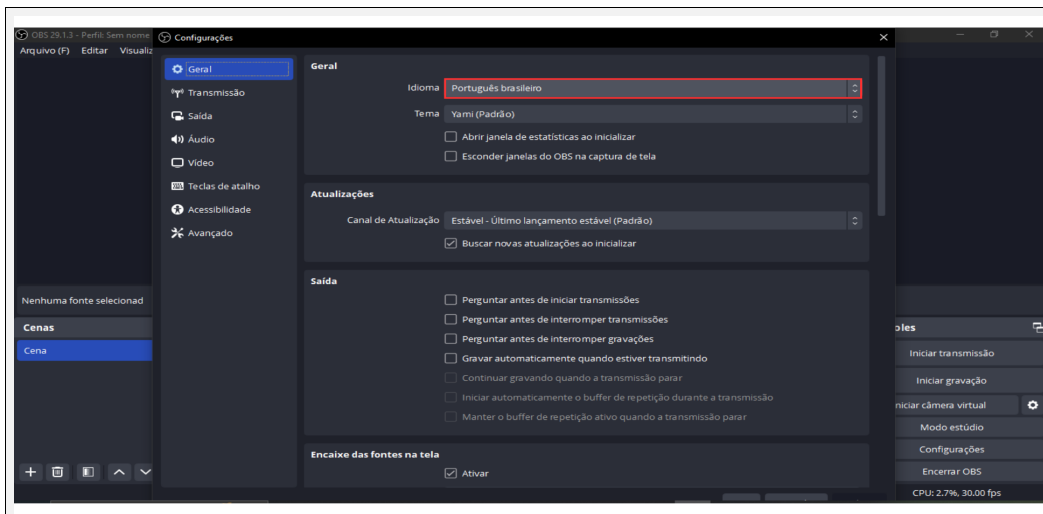 OBS 29.1.3 - Perfil: Sem nome
Configurações
Arquivo (F) Editar
Geral
Transmissão
Saída
Áudio
Vídeo
Teclas de atalho
Acessibilidade
Avançado
Geral
Idioma Português brasileiro
Tema Yami (Padrão)
Abrir janela de estatísticas ao inicializar
Esconder janelas do OBS na captura de tela
Atualizações
Canal de Atualização Estável - Último lançamento estável (Padrão)
Buscar novas atualizações ao inicializar
Saída
Perguntar antes de iniciar transmissões
Perguntar antes de interromper transmissões
Perguntar antes de interromper gravações
Gravar automaticamente quando estiver transmitindo
Continuar gravando quando a transmissão parar
Iniciar automaticamente o buffer de repetição durante a transmissão
Manter o buffer de repetição ativo quando a transmissão parar
Encaixe das fontes na tela
Ativar
Nenhuma fonte selecionad
Cenas
Cena
oles
Iniciar transmissão
Iniciar gravação
niciar câmera virtual
Modo estúdio
Configurações
Encerrar OBS
CPU: 2.7%, 30.00 fps